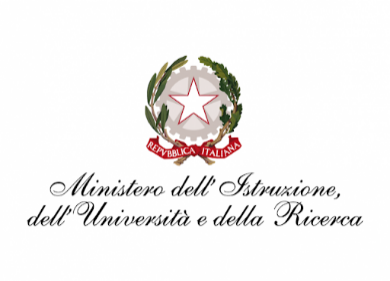 REPVBBLICA ITALIANA
Ministero dell'Istruzione,
dell'Università e della Ricerca